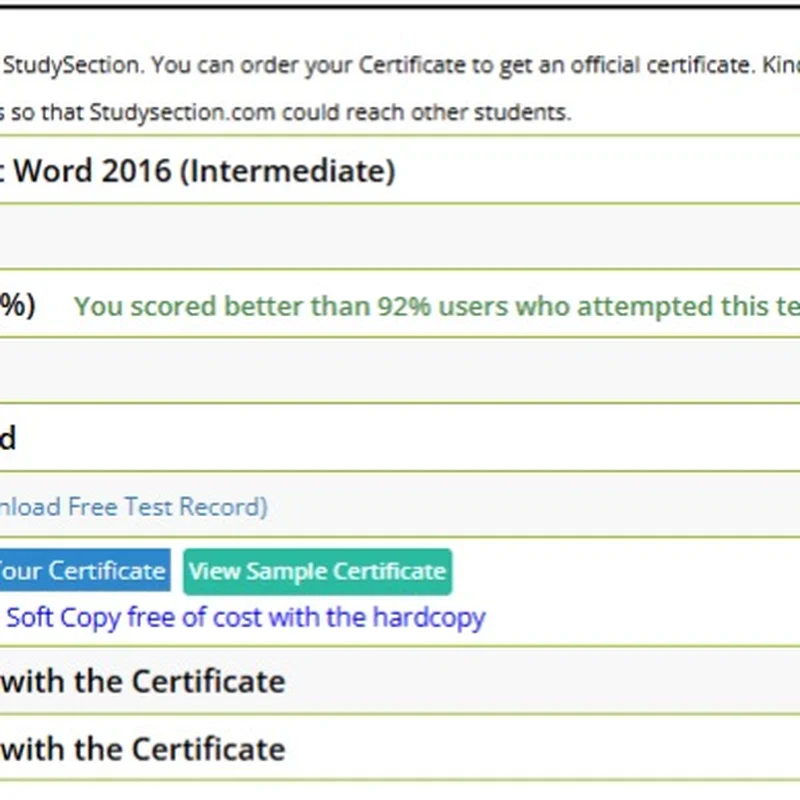 StudySection. You can order your Certificate to get an official certificate. Kind
s so that Studysection.com could reach other students.
t Word 2016 (Intermediate)
%) You scored better than 92% users who attempted this te
d
nload Free Test Record)
Your Certificate View Sample Certificate
Soft Copy free of cost with the hardcopy
with the Certificate
with the Certificate